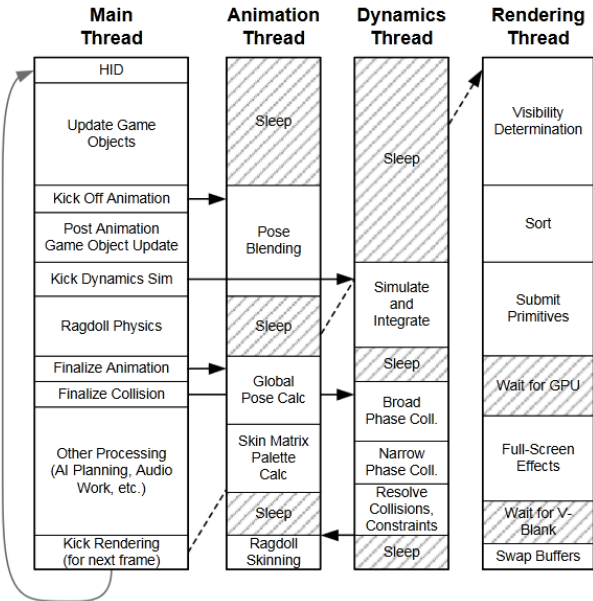 Main
Thread
Animation
Thread
Dynamics
Thread
Rendering
Thread
HID
Update Game
Objects
Kick Off Animation
Post Animation
Game Object Update
Kick Dynamics Sim
Ragdoll Physics
Finalize Animation
Finalize Collision
Other Processing
(AI Planning, Audio
Work, etc.)
Kick Rendering
(for next frame)
Sleep
Pose
Blending
Sleep
Global
Pose Calc
Skin Matrix
Palette
Calc
Sleep
Ragdoll
Skinning
Sleep
Simulate
and
Integrate
Sleep
Broad
Phase Coll.
Narrow
Phase Coll.
Resolve
Collisions,
Constraints
Sleep
Visibility
Determination
Sort
Submit
Primitives
Wait for GPU
Full-Screen
Effects
Wait for V-
Blank
Swap Buffers